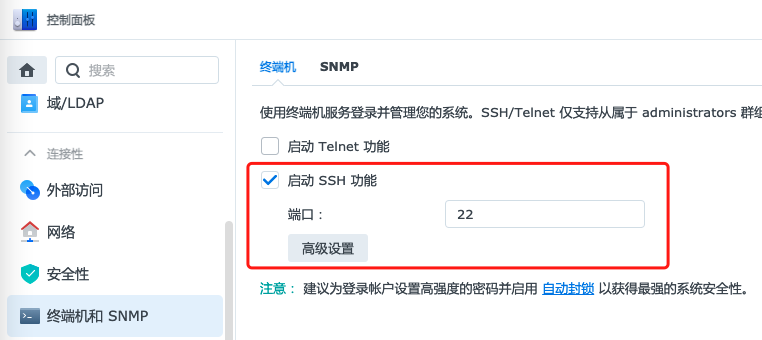 控制面板
搜索
域/LDAP
连接性
外部访问
网络
安全性
终端机和 SNMP
终端机 SNMP
使用终端机服务登录并管理您的系统。SSH/Telnet 仅支持从属于 administrators 群组
启动 Telnet 功能
启动 SSH 功能
端口：
22
高级设置
注意： 建议为登录帐户设置高强度的密码并启用 自动封锁 以获得最强的系统安全性。